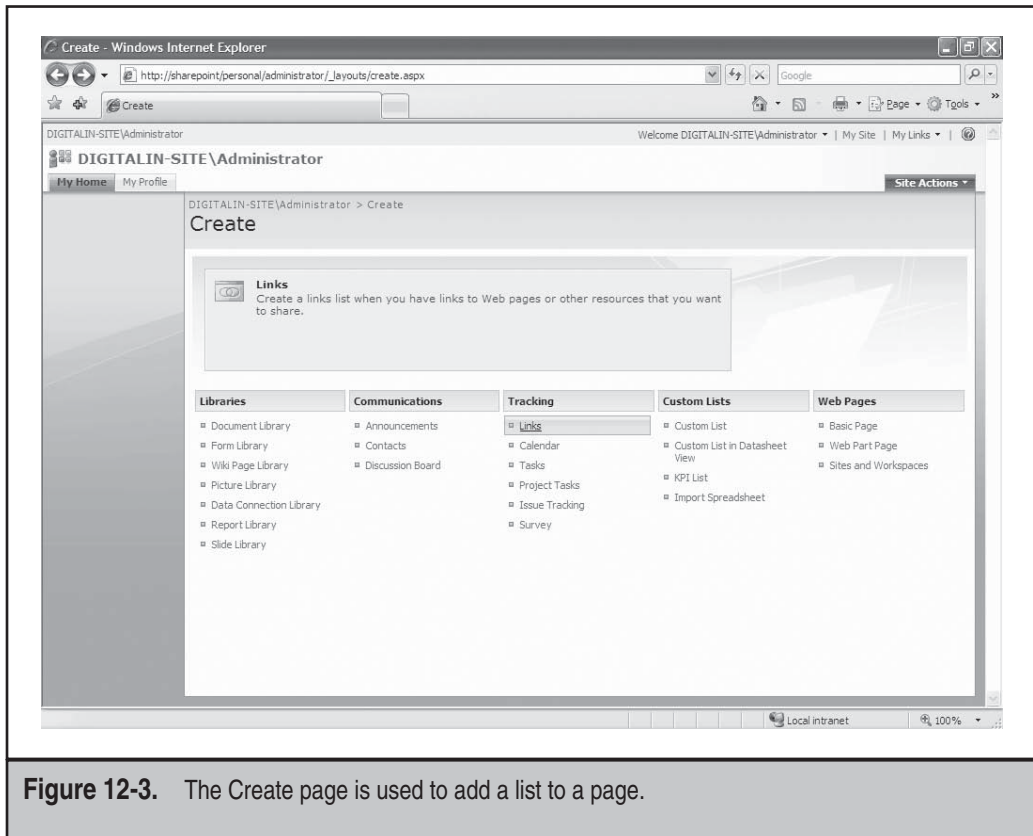 Create - Windows Internet Explorer
http://sharepoint/personal/administrator/_layouts/create.aspx
Google
Create
Page
Tools
»
DIGITALIN-SITE\Administrator
Welcome DIGITALIN-SITE\Administrator | My Site | My Links |
DIGITALIN-SITE\Administrator
My Home My Profile
Site Actions
DIGITALIN-SITE\Administrator > Create
Create
Links
Create a links list when you have links to Web pages or other resources that you want
to share.
Libraries
Document Library
Form Library
Wiki Page Library
Picture Library
Data Connection Library
Report Library
Slide Library
Communications
Announcements
Contacts
Discussion Board
Tracking
Links
Calendar
Tasks
Project Tasks
Issue Tracking
Survey
Custom Lists
Custom List
Custom List in Datasheet
View
KPI List
Import Spreadsheet
Web Pages
Basic Page
Web Part Page
Sites and Workspaces
Local intranet
100%
Figure 12-3. The Create page is used to add a list to a page.